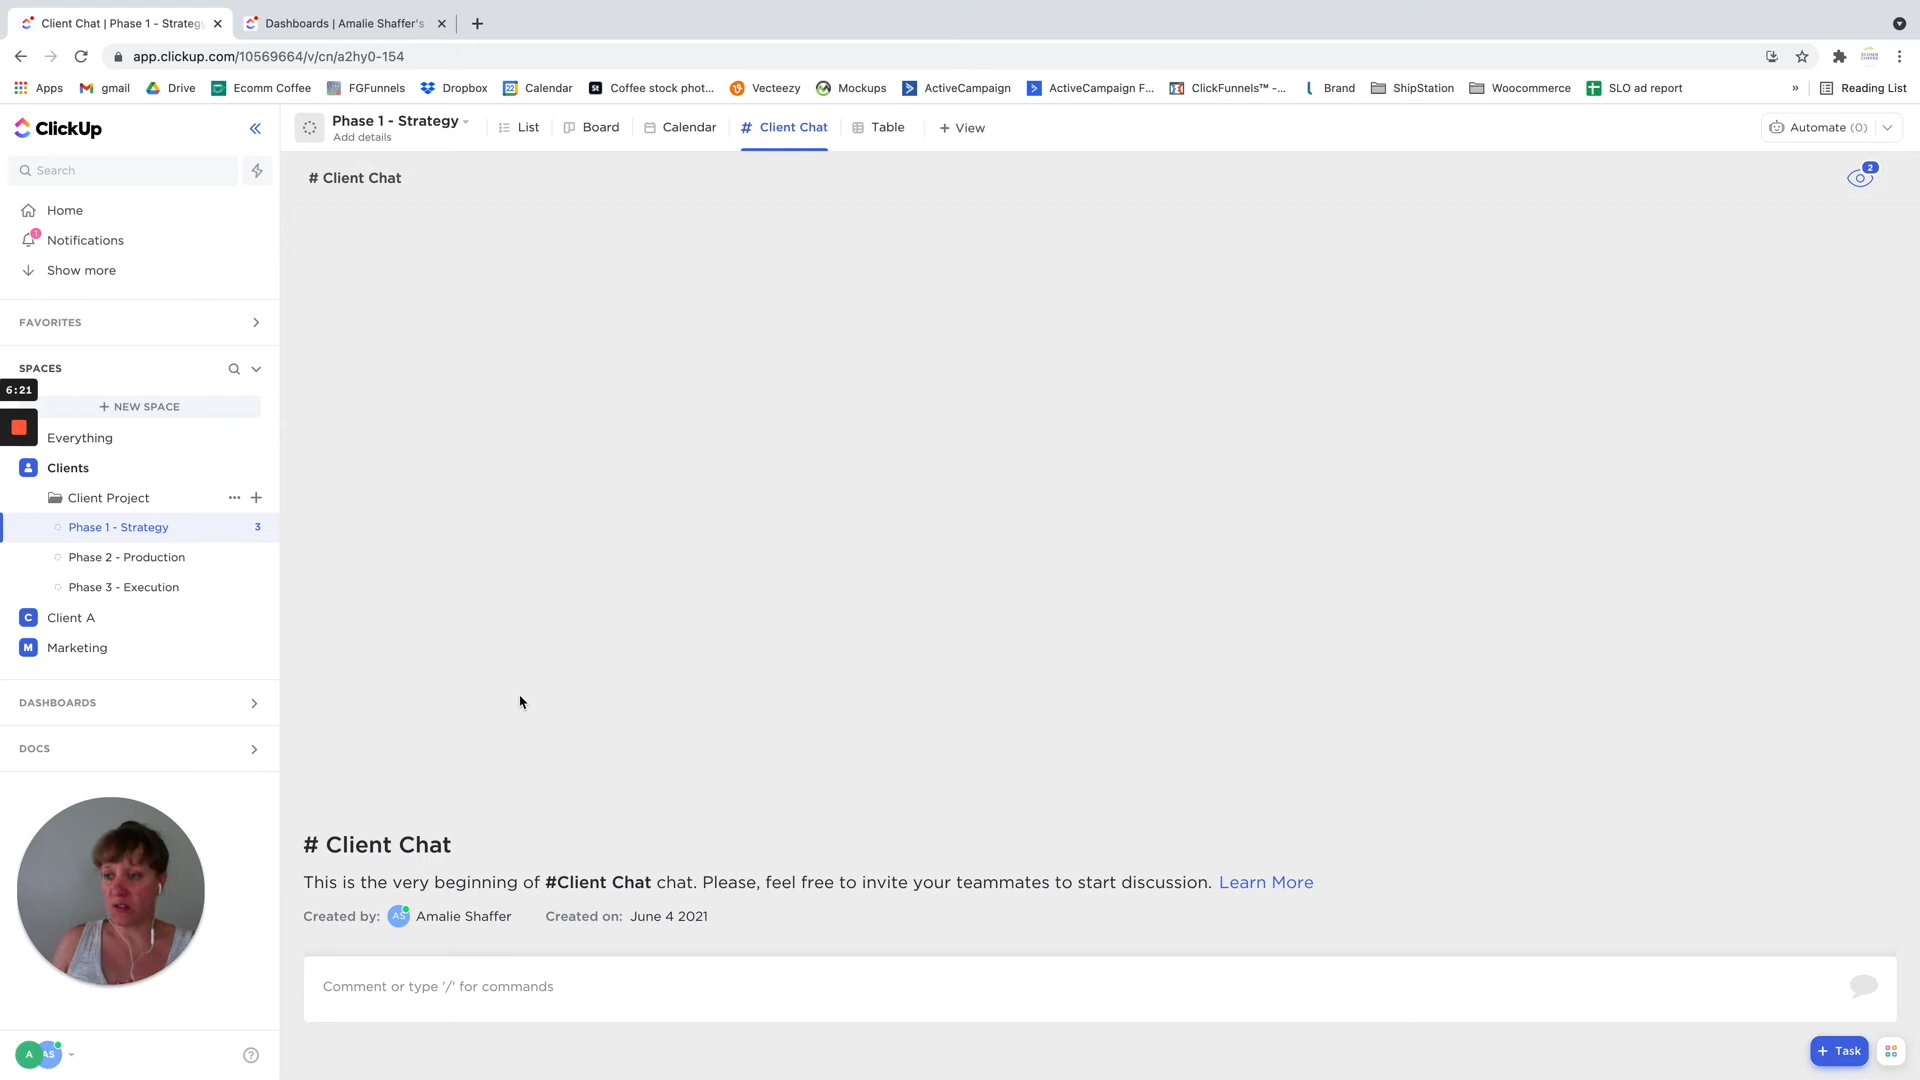 Client Chat | Phase 1 - Strateg
Dashboards | Amalie Shaffer's
app.clickup.com/10569664/v/cn/a2hy0-154
Apps
gmail
Drive
Ecomm Coffee
FGFunnels
Dropbox
22
Calendar
St
Coffee stock phot...
Vecteezy
Mockups
ActiveCampaign
ActiveCampaign F...
ClickFunnels™ -...
Brand
ShipStation
Woocommerce
SLO ad report
»
Reading List
ClickUp
Phase 1 - Strategy
Add details
List
Board
Calendar
# Client Chat
Table
+ View
Automate (0)
Search
# Client Chat
2
Home
1
Notifications
Show more
FAVORITES
SPACES
6:21
+ NEW SPACE
Everything
Clients
Client Project
Phase 1 - Strategy
3
Phase 2 - Production
Phase 3 - Execution
C
Client A
M
Marketing
DASHBOARDS
DOCS
# Client Chat
This is the very beginning of #Client Chat chat. Please, feel free to invite your teammates to start discussion. Learn More
Created by: AS Amalie Shaffer Created on: June 4 2021
Comment or type '/' for commands
A
AS
?
+ Task